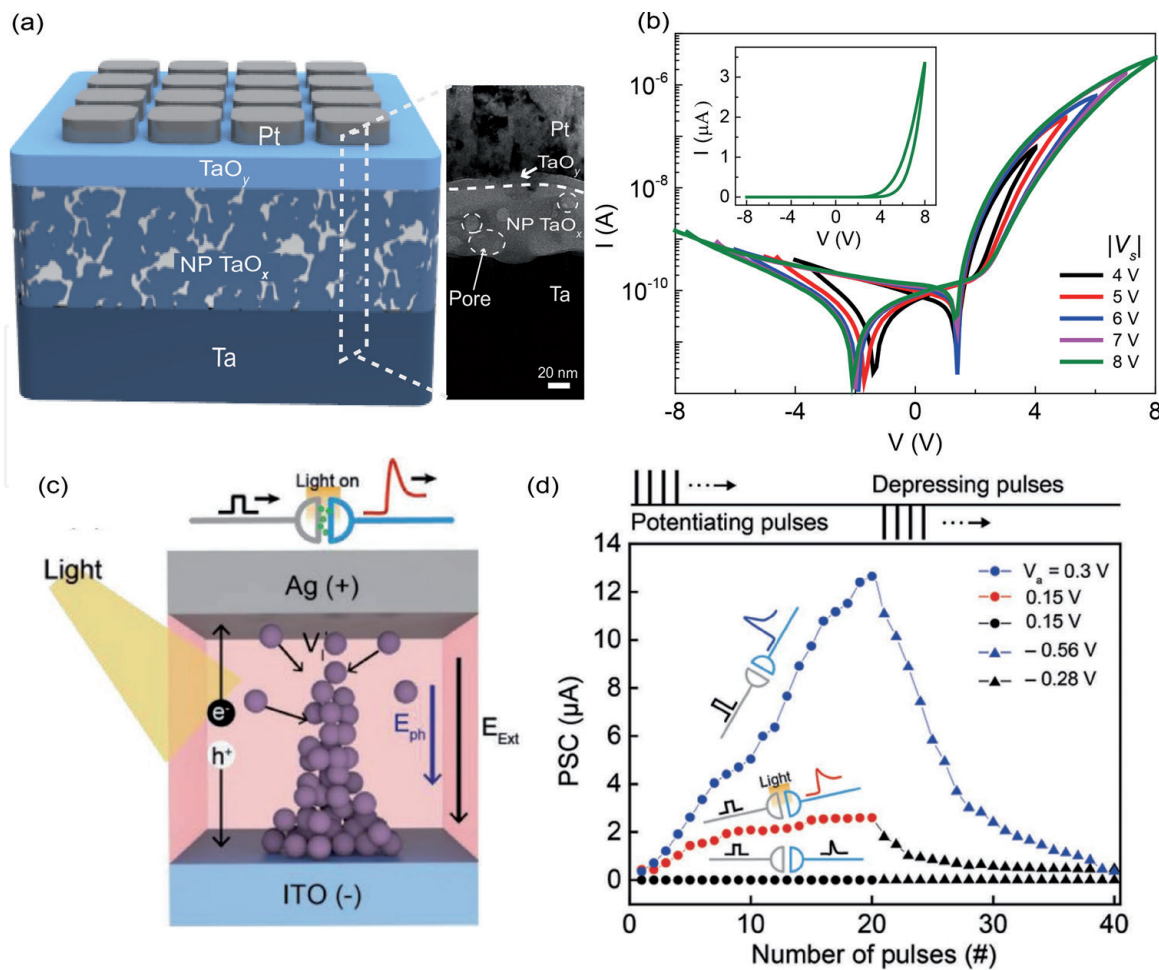 (a)
Pt
TaOy
NP TaOx
Ta
Pt
TaOy
NP TaOx
Pore
Ta
20 nm
(b)
I (A)
10-6
10-8
10-10
-8
-4
0
4
8
V (V)
I (μA)
3
2
1
0
-8
-4
0
4
8
V (V)
|Vs|
4 V
5 V
6 V
7 V
8 V
(c)
Light on
Light
Ag (+)
VI
e-
h+
Eph
EExt
ITO (-)
(d)
Depressing pulses
Potentiating pulses
PSC (μA)
14
12
10
8
6
4
2
0
0
10
20
30
40
Number of pulses (#)
Va = 0.3 V
0.15 V
0.15 V
– 0.56 V
– 0.28 V
Light